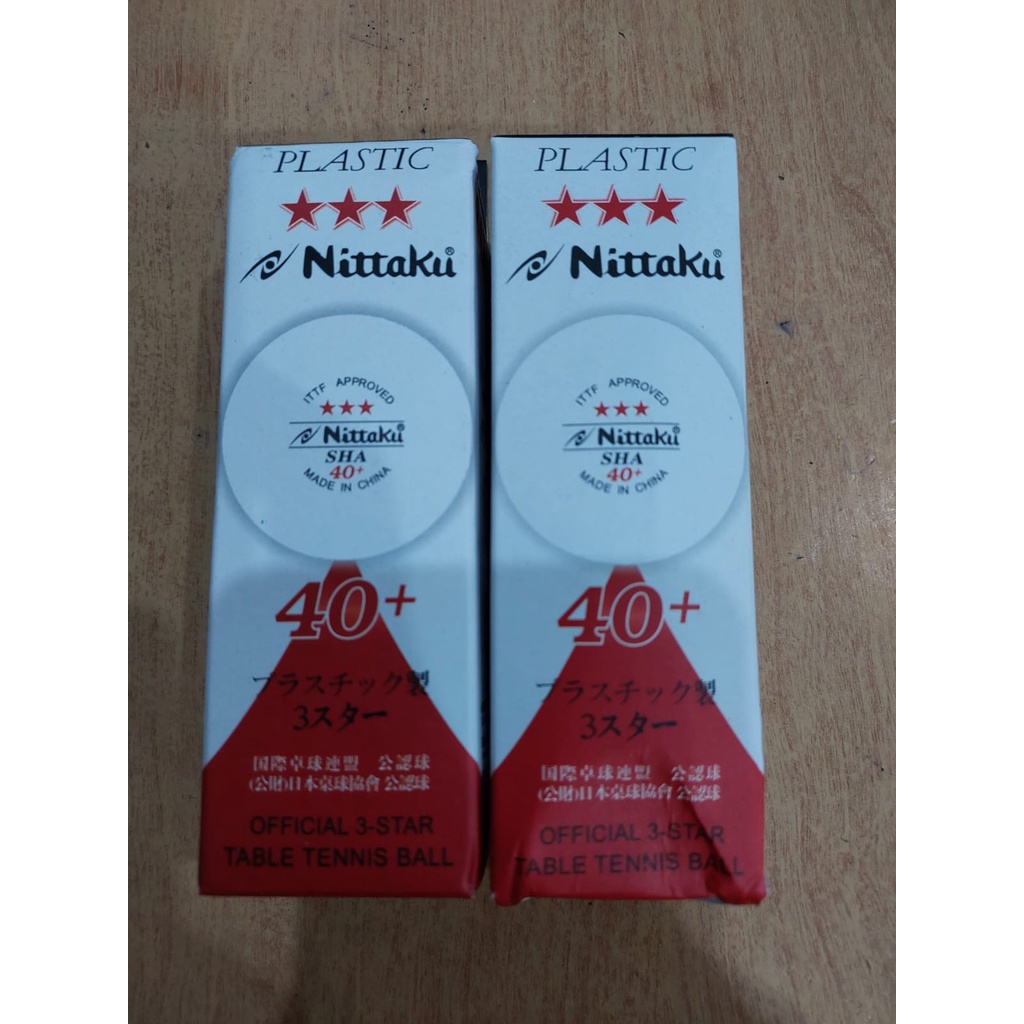 PLASTIC
Nittaku®
ITTF APPROVED
Nittaku®
SHA
40+
MADE IN CHINA
40+
プラスチック製
3スター
国際卓球連盟 公認球
(公財)日本卓球協會 公認球
OFFICIAL 3-STAR
TABLE TENNIS BALL
PLASTIC
Nittaku®
ITTF APPROVED
Nittaku®
SHA
40+
MADE IN CHINA
40+
プラスチック製
3スター
国際卓球連盟 公認球
(公財)日本卓球協會 公認球
OFFICIAL 3-STAR
TABLE TENNIS BALL